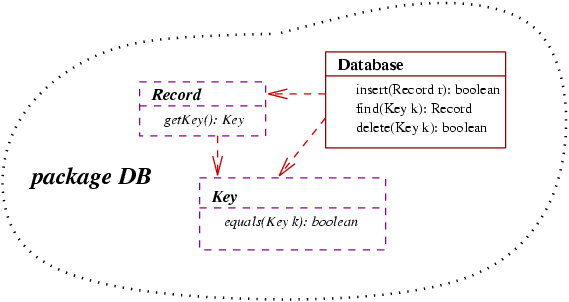 Database
insert(Record r): boolean
find(Key k): Record
delete(Key k): boolean
Record
getKey(): Key
package DB
Key
equals(Key k): boolean